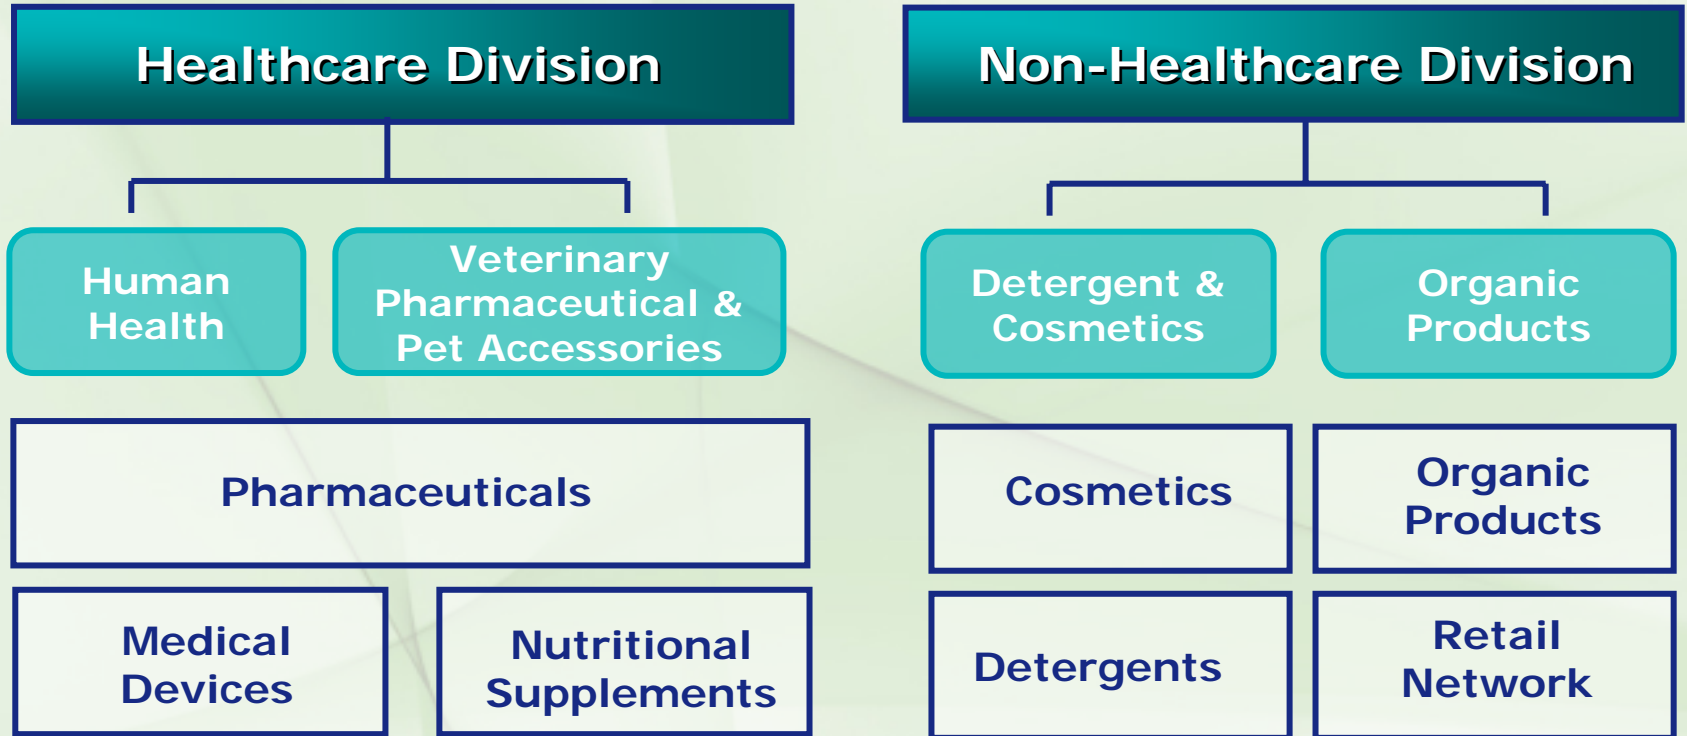 Healthcare Division
Non-Healthcare Division
Human
Health
Veterinary
Pharmaceutical &
Pet Accessories
Detergent &
Cosmetics
Organic
Products
Pharmaceuticals
Cosmetics
Organic
Products
Medical
Devices
Nutritional
Supplements
Detergents
Retail
Network